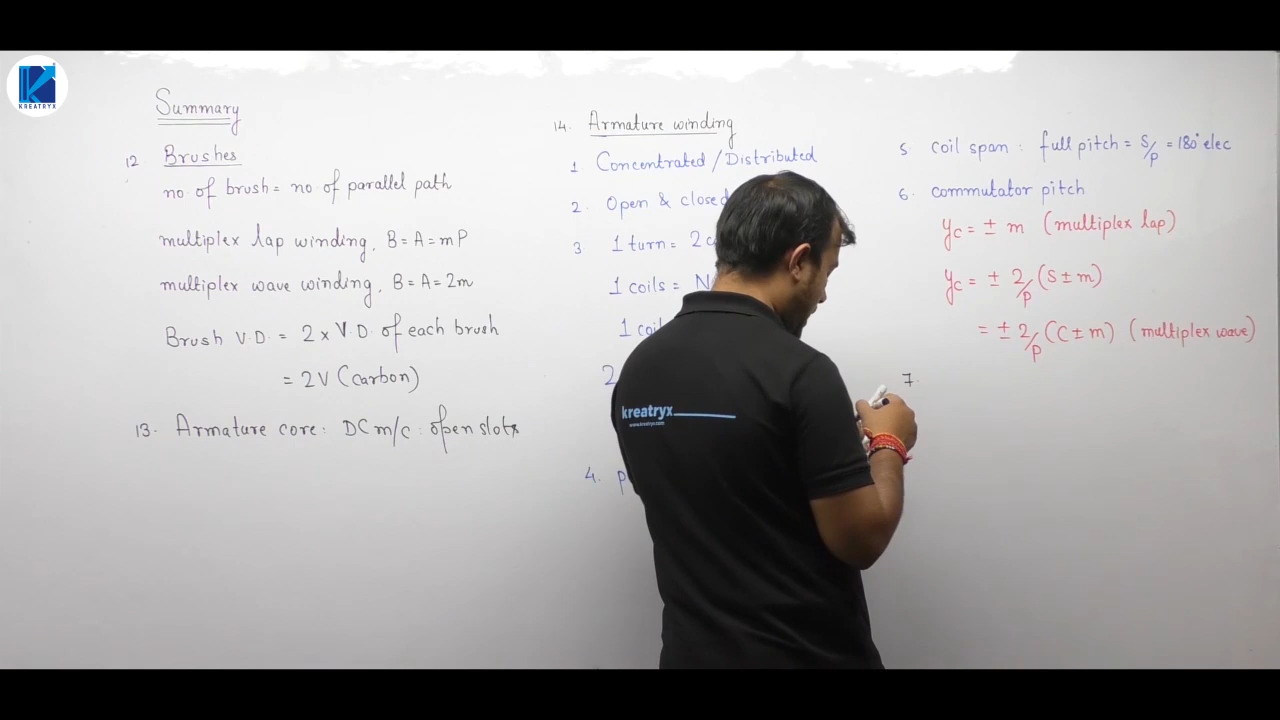 KREATRYX
Summary
12 Brushes
no. of brush = no. of parallel path
multiplex lap winding, B = A = mP
multiplex wave winding, B = A = 2m
Brush V.D. = 2 x V.D. of each brush
= 2V (carbon)
13. Armature core: DC m/c : open slots
14. Armature winding
1 Concentrated / Distributed
2. Open & closed
3 1 turn = 2
1 coils = N
2
4.
5 coil span : full pitch = S/P = 180° elec
6. commutator pitch
yc = ± m (multiplex lap)
yc = ± 2/P (S ± m)
= ± 2/P (C ± m) (multiplex wave)
7.
kreatryx
www.kreatryx.com